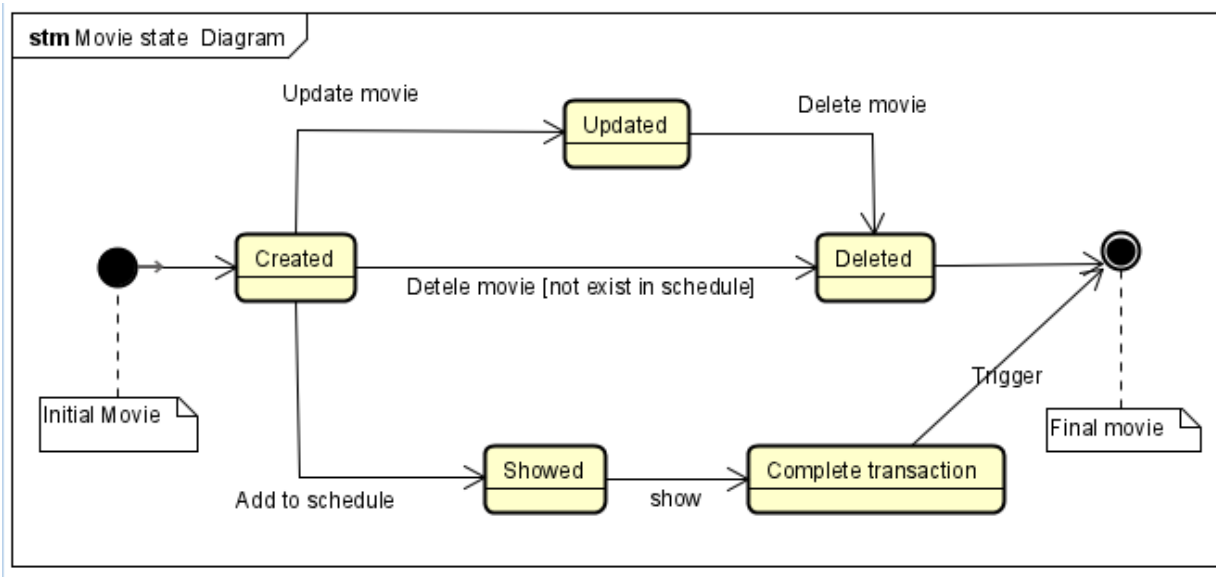 stm Movie state Diagram
Update movie
Updated
Delete movie
Created
Detele movie [not exist in schedule]
Deleted
Initial Movie
Final movie
Trigger
Add to schedule
Showed
show
Complete transaction